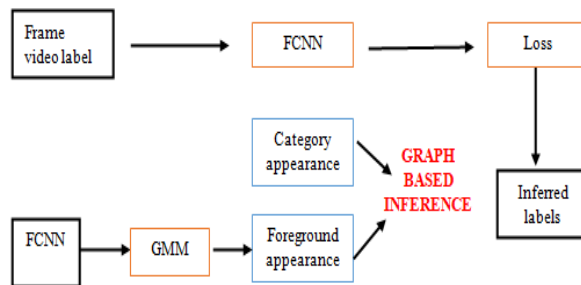 Frame
video label
FCNN
Loss
Category
appearance
GRAPH
BASED
INFERENCE
Inferred
labels
FCNN
GMM
Foreground
appearance